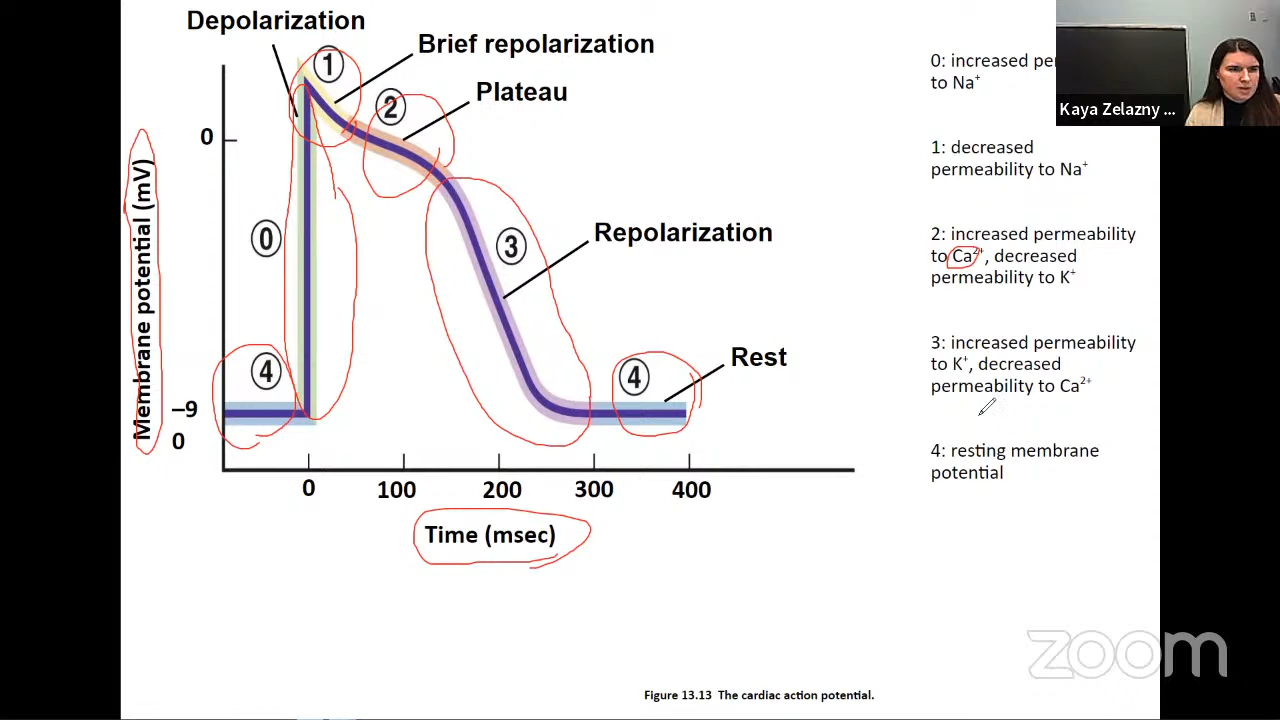 Depolarization
1
Brief repolarization
2
Plateau
0
Membrane potential (mV)
0
3
Repolarization
4
4
Rest
–9
0
0
100
200
300
400
Time (msec)
0: increased
to Na⁺
1: decreased
permeability to Na⁺
2: increased permeability
to Ca²⁺, decreased
permeability to K⁺
3: increased permeability
to K⁺, decreased
permeability to Ca²⁺
4: resting membrane
potential
Kaya Zelazny ...
zoom
Figure 13.13 The cardiac action potential.